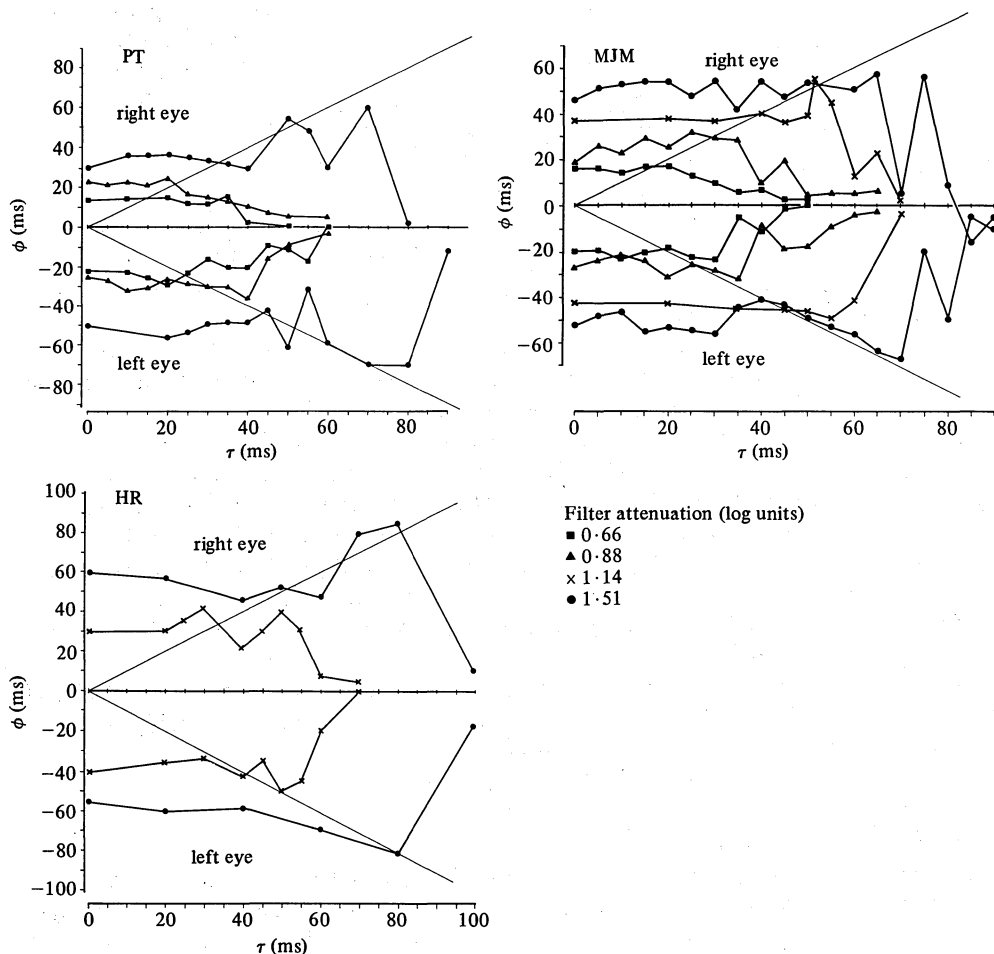 PT
right eye
left eye
φ (ms)
80
60
40
20
0
−20
−40
−60
−80
0 20 40 60 80
τ (ms)
MJM
right eye
left eye
φ (ms)
60
40
20
0
−20
−40
−60
0 20 40 60 80
τ (ms)
HR
right eye
left eye
φ (ms)
100
80
60
40
20
0
−20
−40
−60
−80
−100
0 20 40 60 80 100
τ (ms)
Filter attenuation (log units)
■ 0·66
▲ 0·88
× 1·14
● 1·51